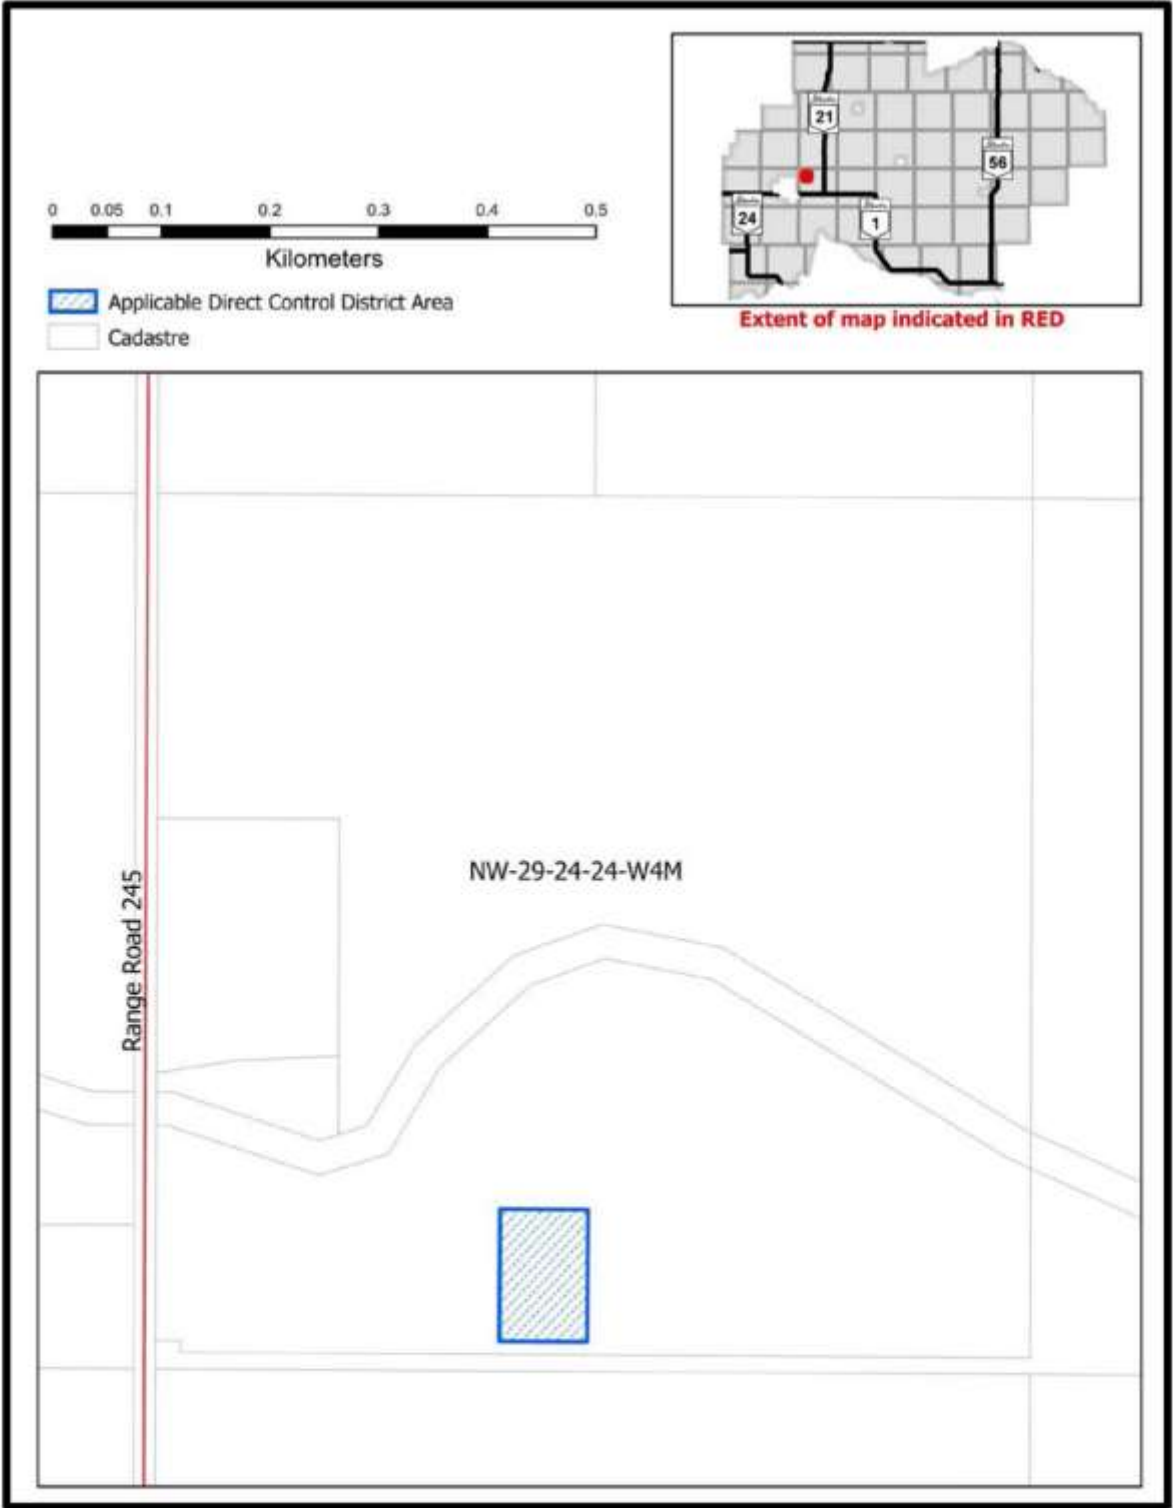 21
56
24
1
Extent of map indicated in RED
0 0.05 0.1 0.2 0.3 0.4 0.5
Kilometers
Applicable Direct Control District Area
Cadastre
NW-29-24-24-W4M
Range Road 245